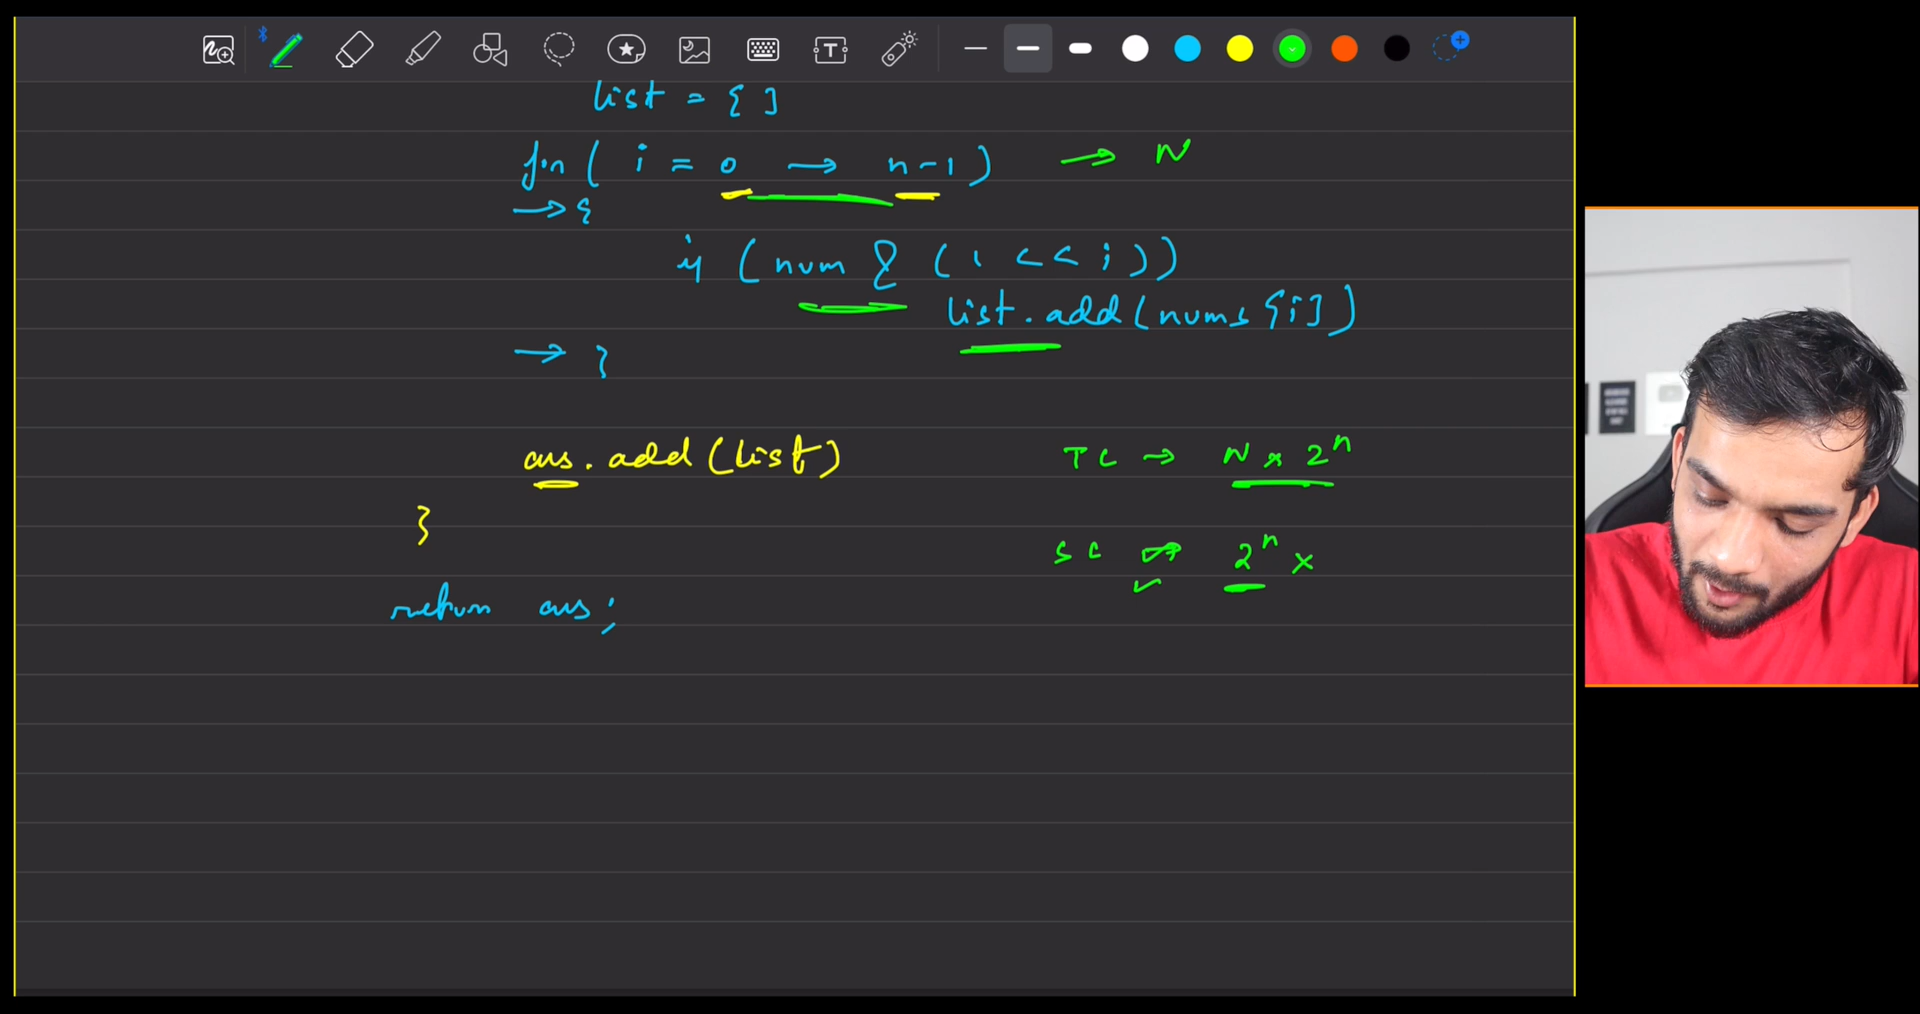 list = { ]
for ( i = 0 → n-1 ) → N
→ {
if ( num & ( 1 << i ) )
list.add(nums[i])
→ }
ans.add(list)
TC → N x 2^n
}
SC → 2^n x
return ans;